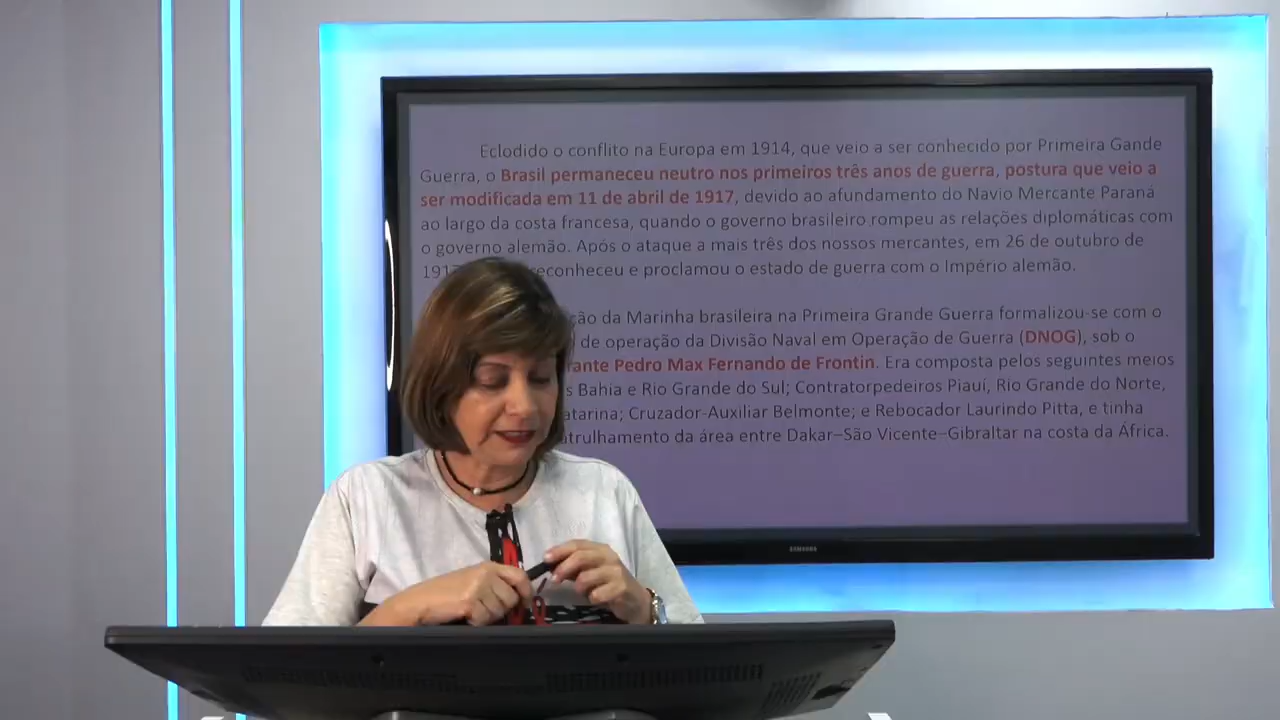 Eclodido o conflito na Europa em 1914, que veio a ser conhecido por Primeira Gande
Guerra, o Brasil permaneceu neutro nos primeiros três anos de guerra, postura que veio a
ser modificada em 11 de abril de 1917, devido ao afundamento do Navio Mercante Paraná
ao largo da costa francesa, quando o governo brasileiro rompeu as relações diplomáticas com
o governo alemão. Após o ataque a mais três dos nossos mercantes, em 26 de outubro de
191 reconheceu e proclamou o estado de guerra com o Império alemão.
ção da Marinha brasileira na Primeira Grande Guerra formalizou-se com o
de operação da Divisão Naval em Operação de Guerra (DNOG), sob o
rante Pedro Max Fernando de Frontin. Era composta pelos seguintes meios
s Bahia e Rio Grande do Sul; Contratorpedeiros Piauí, Rio Grande do Norte,
atarina; Cruzador-Auxiliar Belmonte; e Rebocador Laurindo Pitta, e tinha
atrulhamento da área entre Dakar–São Vicente–Gibraltar na costa da África.
SAMSUNG